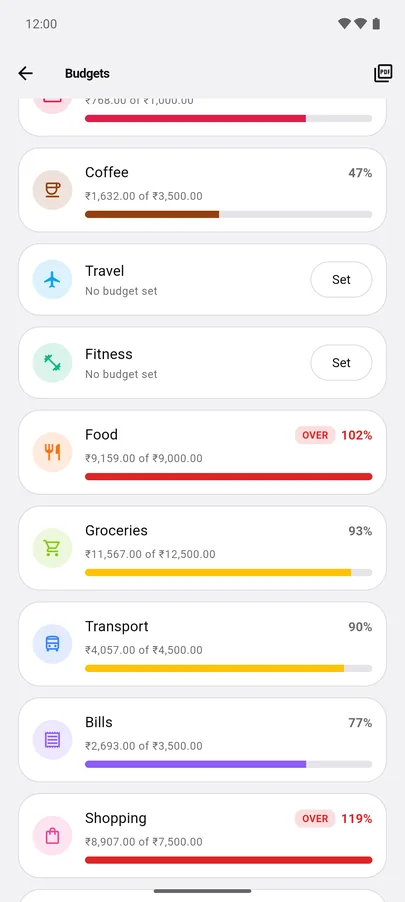 12:00
Budgets
PDF
₹768.00 of ₹1,000.00
Coffee
47%
₹1,632.00 of ₹3,500.00
Travel
No budget set
Set
Fitness
No budget set
Set
Food
OVER 102%
₹9,159.00 of ₹9,000.00
Groceries
93%
₹11,567.00 of ₹12,500.00
Transport
90%
₹4,057.00 of ₹4,500.00
Bills
77%
₹2,693.00 of ₹3,500.00
Shopping
OVER 119%
₹8,907.00 of ₹7,500.00